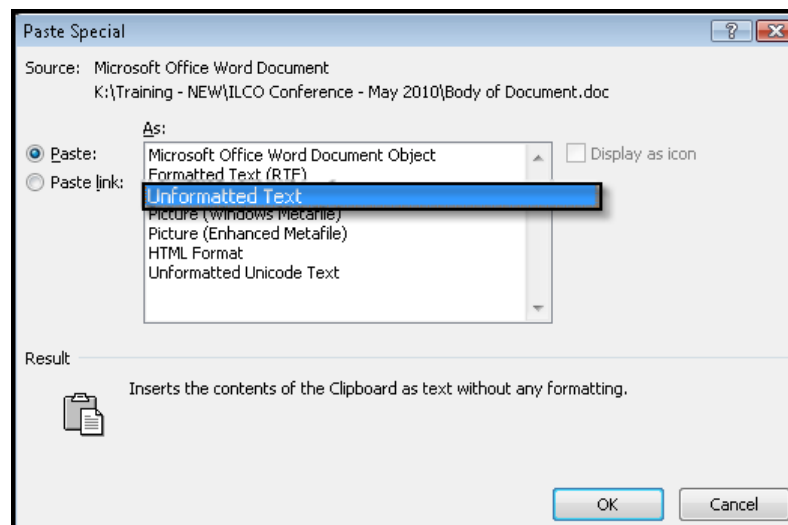 Paste Special
Source: Microsoft Office Word Document
K:\Training - NEW\ILCO Conference - May 2010\Body of Document.doc
As:
Paste:
Paste link:
Microsoft Office Word Document Object
Formatted Text (RTF)
Unformatted Text
Picture (Windows Metafile)
Picture (Enhanced Metafile)
HTML Format
Unformatted Unicode Text
Display as icon
Result
Inserts the contents of the Clipboard as text without any formatting.
OK
Cancel